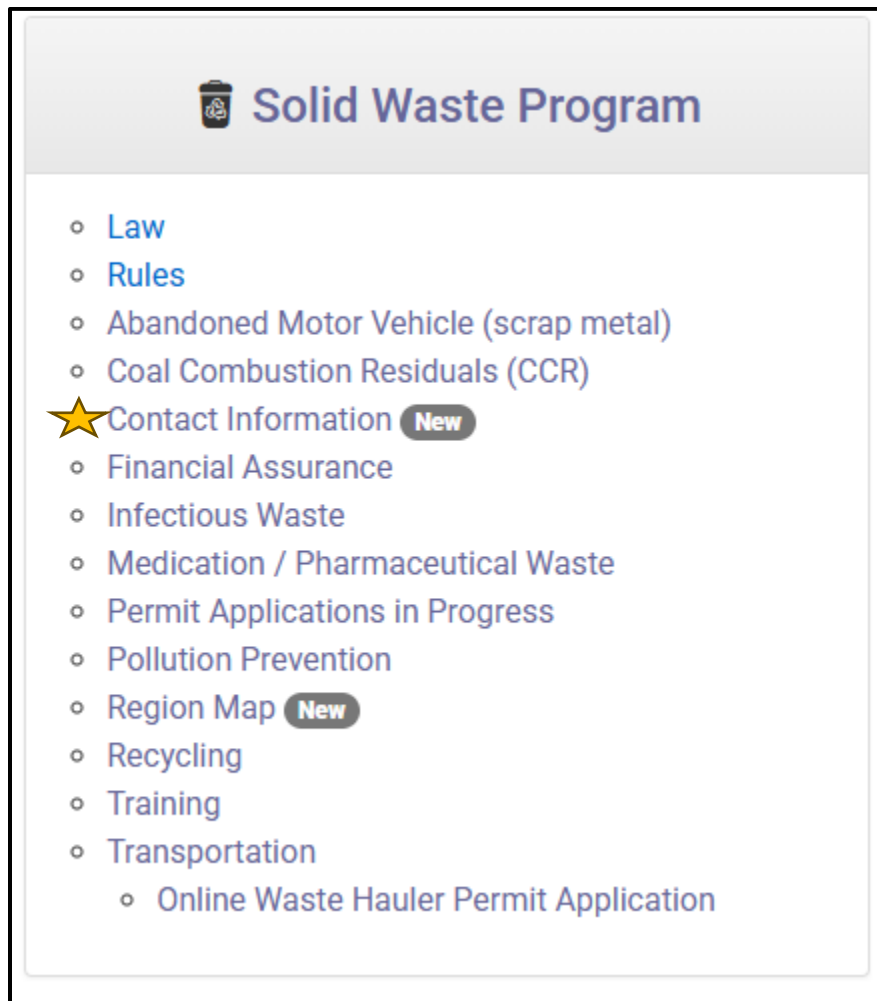 Solid Waste Program
Law
Rules
Abandoned Motor Vehicle (scrap metal)
Coal Combustion Residuals (CCR)
Contact Information New
Financial Assurance
Infectious Waste
Medication / Pharmaceutical Waste
Permit Applications in Progress
Pollution Prevention
Region Map New
Recycling
Training
Transportation
Online Waste Hauler Permit Application